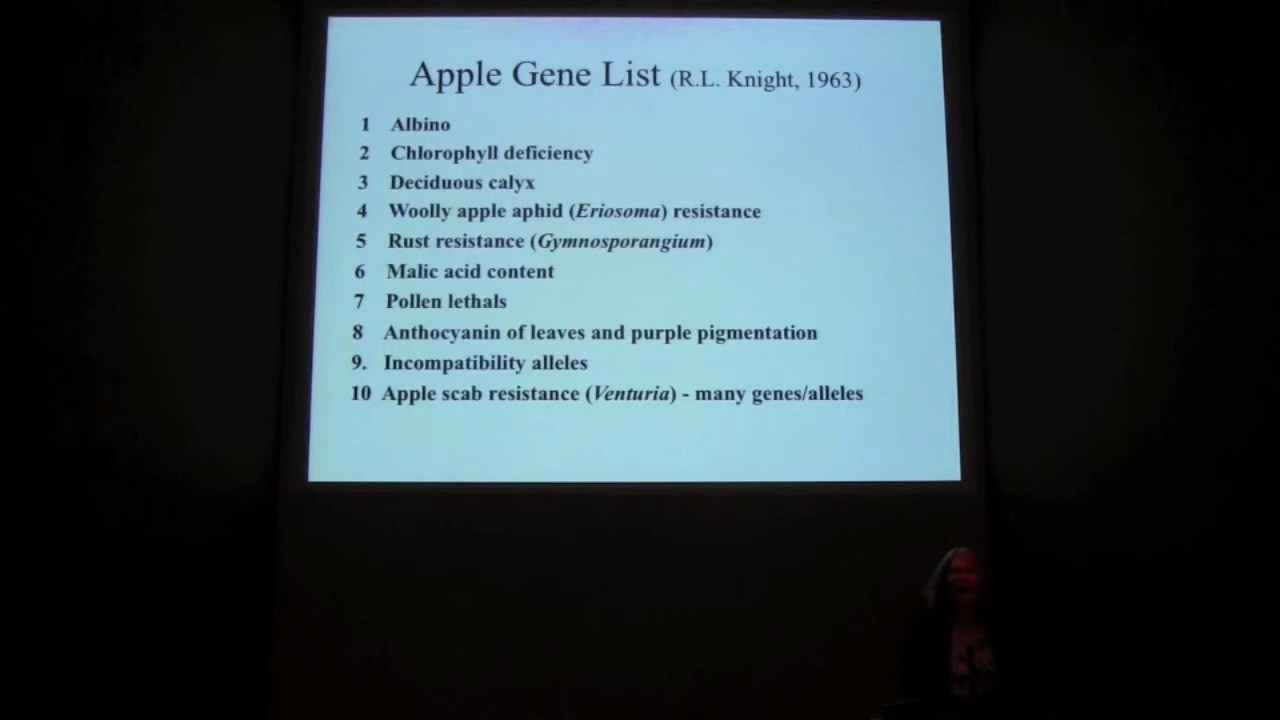 Apple Gene List (R.L. Knight, 1963)
1 Albino
2 Chlorophyll deficiency
3 Deciduous calyx
4 Woolly apple aphid (Eriosoma) resistance
5 Rust resistance (Gymnosporangium)
6 Malic acid content
7 Pollen lethals
8 Anthocyanin of leaves and purple pigmentation
9. Incompatibility alleles
10 Apple scab resistance (Venturia) - many genes/alleles